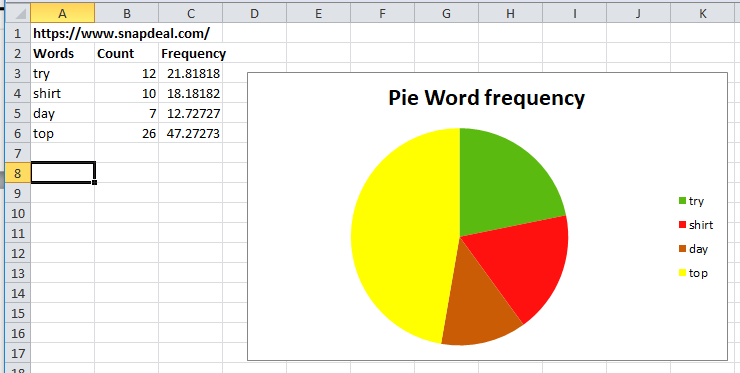 A B C D E F G H I J K
1 https://www.snapdeal.com/
2 Words Count Frequency
3 try 12 21.81818
4 shirt 10 18.18182
5 day 7 12.72727
6 top 26 47.27273
7
8
9
10
11
12
13
14
15
16
17
18
Pie Word frequency
try
shirt
day
top